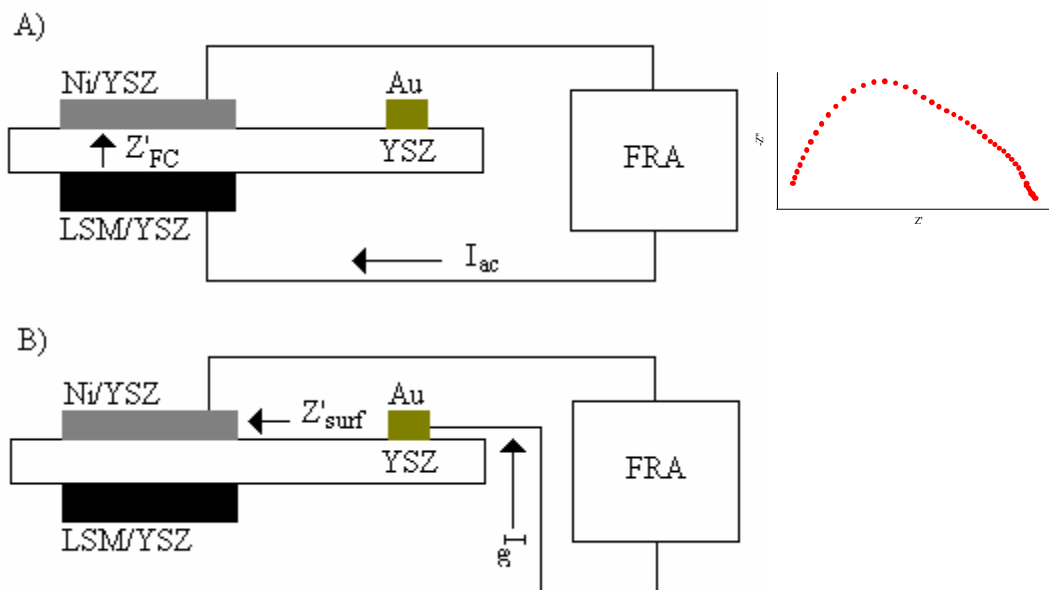 A)
Ni/YSZ
Au
Z'FC
YSZ
FRA
LSM/YSZ
Iac
-Z''
Z'
B)
Ni/YSZ
Au
Z'surf
YSZ
FRA
LSM/YSZ
Iac